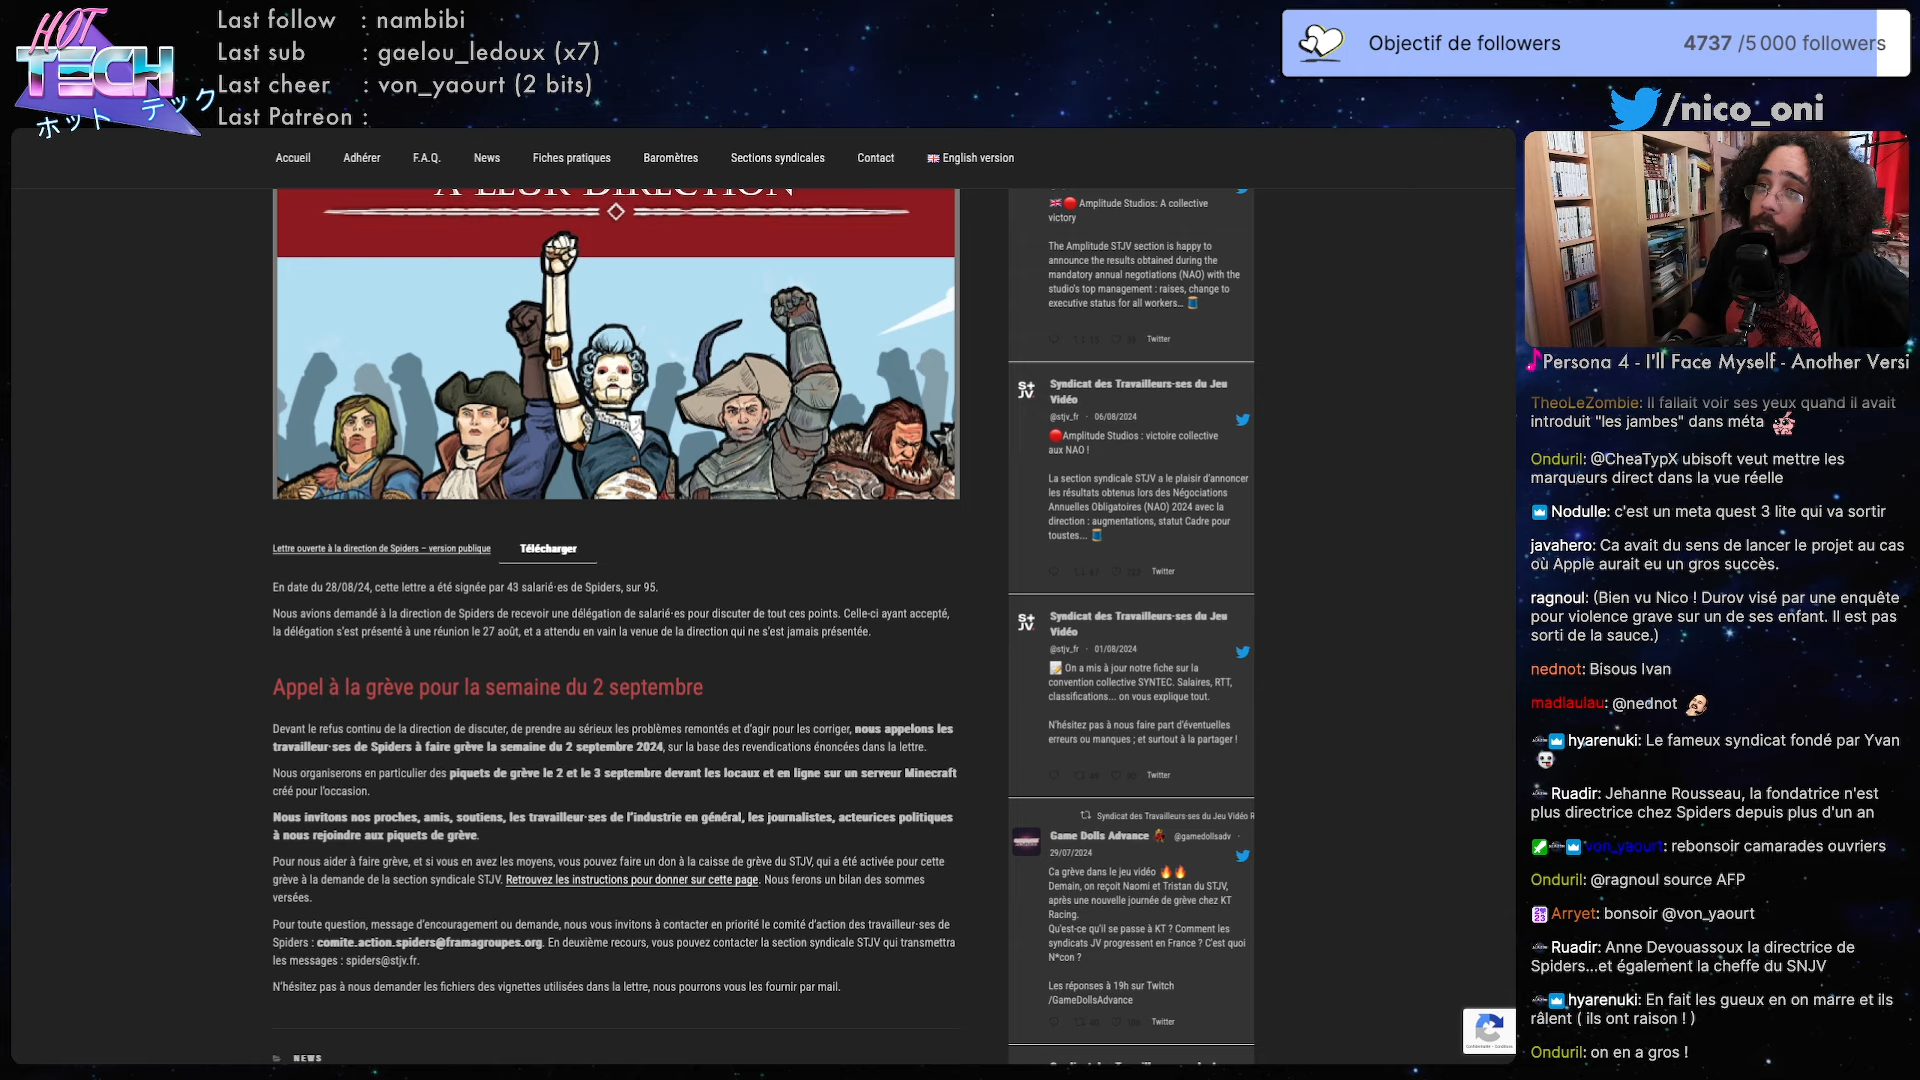 HOT
TECH
ホット テック
Last follow : nambibi
Last sub : gaelou_ledoux (x7)
Last cheer : von_yaourt (2 bits)
Last Patreon :
Objectif de followers
4737 /5 000 followers
/nico_oni
Accueil
Adhérer
F.A.Q.
News
Fiches pratiques
Baromètres
Sections syndicales
Contact
English version
À LEUR DIRECTION
Lettre ouverte à la direction de Spiders – version publique
Télécharger
En date du 28/08/24, cette lettre a été signée par 43 salarié·es de Spiders, sur 95.
Nous avions demandé à la direction de Spiders de recevoir une délégation de salarié·es pour discuter de tout ces points. Celle-ci ayant accepté,
la délégation s'est présenté à une réunion le 27 août, et a attendu en vain la venue de la direction qui ne s'est jamais présentée.
Appel à la grève pour la semaine du 2 septembre
Devant le refus continu de la direction de discuter, de prendre au sérieux les problèmes remontés et d'agir pour les corriger, nous appelons les
travailleur·ses de Spiders à faire grève la semaine du 2 septembre 2024, sur la base des revendications énoncées dans la lettre.
Nous organiserons en particulier des piquets de grève le 2 et le 3 septembre devant les locaux et en ligne sur un serveur Minecraft
créé pour l'occasion.
Nous invitons nos proches, amis, soutiens, les travailleur·ses de l'industrie en général, les journalistes, acteurices politiques
à nous rejoindre aux piquets de grève.
Pour nous aider à faire grève, et si vous en avez les moyens, vous pouvez faire un don à la caisse de grève du STJV, qui a été activée pour cette
grève à la demande de la section syndicale STJV. Retrouvez les instructions pour donner sur cette page. Nous ferons un bilan des sommes
versées.
Pour toute question, message d'encouragement ou demande, nous vous invitons à contacter en priorité le comité d'action des travailleur·ses de
Spiders : comite.action.spiders@framagroupes.org. En deuxième recours, vous pouvez contacter la section syndicale STJV qui transmettra
les messages : spiders@stjv.fr.
N'hésitez pas à nous demander les fichiers des vignettes utilisées dans la lettre, nous pourrons vous les fournir par mail.
NEWS
Amplitude Studios: A collective
victory
The Amplitude STJV section is happy to
announce the results obtained during the
mandatory annual negotiations (NAO) with the
studio's top management : raises, change to
executive status for all workers...
Twitter
S+
JV
Syndicat des Travailleurs·ses du Jeu
Vidéo
@stjv_fr · 06/08/2024
Amplitude Studios : victoire collective
aux NAO !
La section syndicale STJV a le plaisir d'annoncer
les résultats obtenus lors des Négociations
Annuelles Obligatoires (NAO) 2024 avec la
direction : augmentations, statut Cadre pour
toustes...
Twitter
S+
JV
Syndicat des Travailleurs·ses du Jeu
Vidéo
@stjv_fr · 01/08/2024
On a mis à jour notre fiche sur la
convention collective SYNTEC. Salaires, RTT,
classifications... on vous explique tout.
N'hésitez pas à nous faire part d'éventuelles
erreurs ou manques ; et surtout à la partager !
Twitter
Syndicat des Travailleurs·ses du Jeu Vidéo R
Game Dolls Advance @gamedollsadv ·
29/07/2024
Ca grève dans le jeu vidéo
Demain, on reçoit Naomi et Tristan du STJV,
après une nouvelle journée de grève chez KT
Racing.
Qu'est-ce qu'il se passe à KT ? Comment les
syndicats JV progressent en France ? C'est quoi
N*con ?
Les réponses à 19h sur Twitch
/GameDollsAdvance
Twitter
Persona 4 - I'll Face Myself - Another Versi
TheoLeZombie: Il fallait voir ses yeux quand il avait
introduit "les jambes" dans méta
Onduril: @CheaTypX ubisoft veut mettre les
marqueurs direct dans la vue réelle
Nodulle: c'est un meta quest 3 lite qui va sortir
javahero: Ca avait du sens de lancer le projet au cas
où Apple aurait eu un gros succès.
ragnoul: (Bien vu Nico ! Durov visé par une enquête
pour violence grave sur un de ses enfant. Il est pas
sorti de la sauce.)
nednot: Bisous Ivan
madlaulau: @nednot
hyarenuki: Le fameux syndicat fondé par Yvan
Ruadir: Jehanne Rousseau, la fondatrice n'est
plus directrice chez Spiders depuis plus d'un an
von_yaourt: rebonsoir camarades ouvriers
Onduril: @ragnoul source AFP
Arryet: bonsoir @von_yaourt
Ruadir: Anne Devouassoux la directrice de
Spiders...et également la cheffe du SNJV
hyarenuki: En fait les gueux en on marre et ils
râlent ( ils ont raison ! )
Onduril: on en a gros !